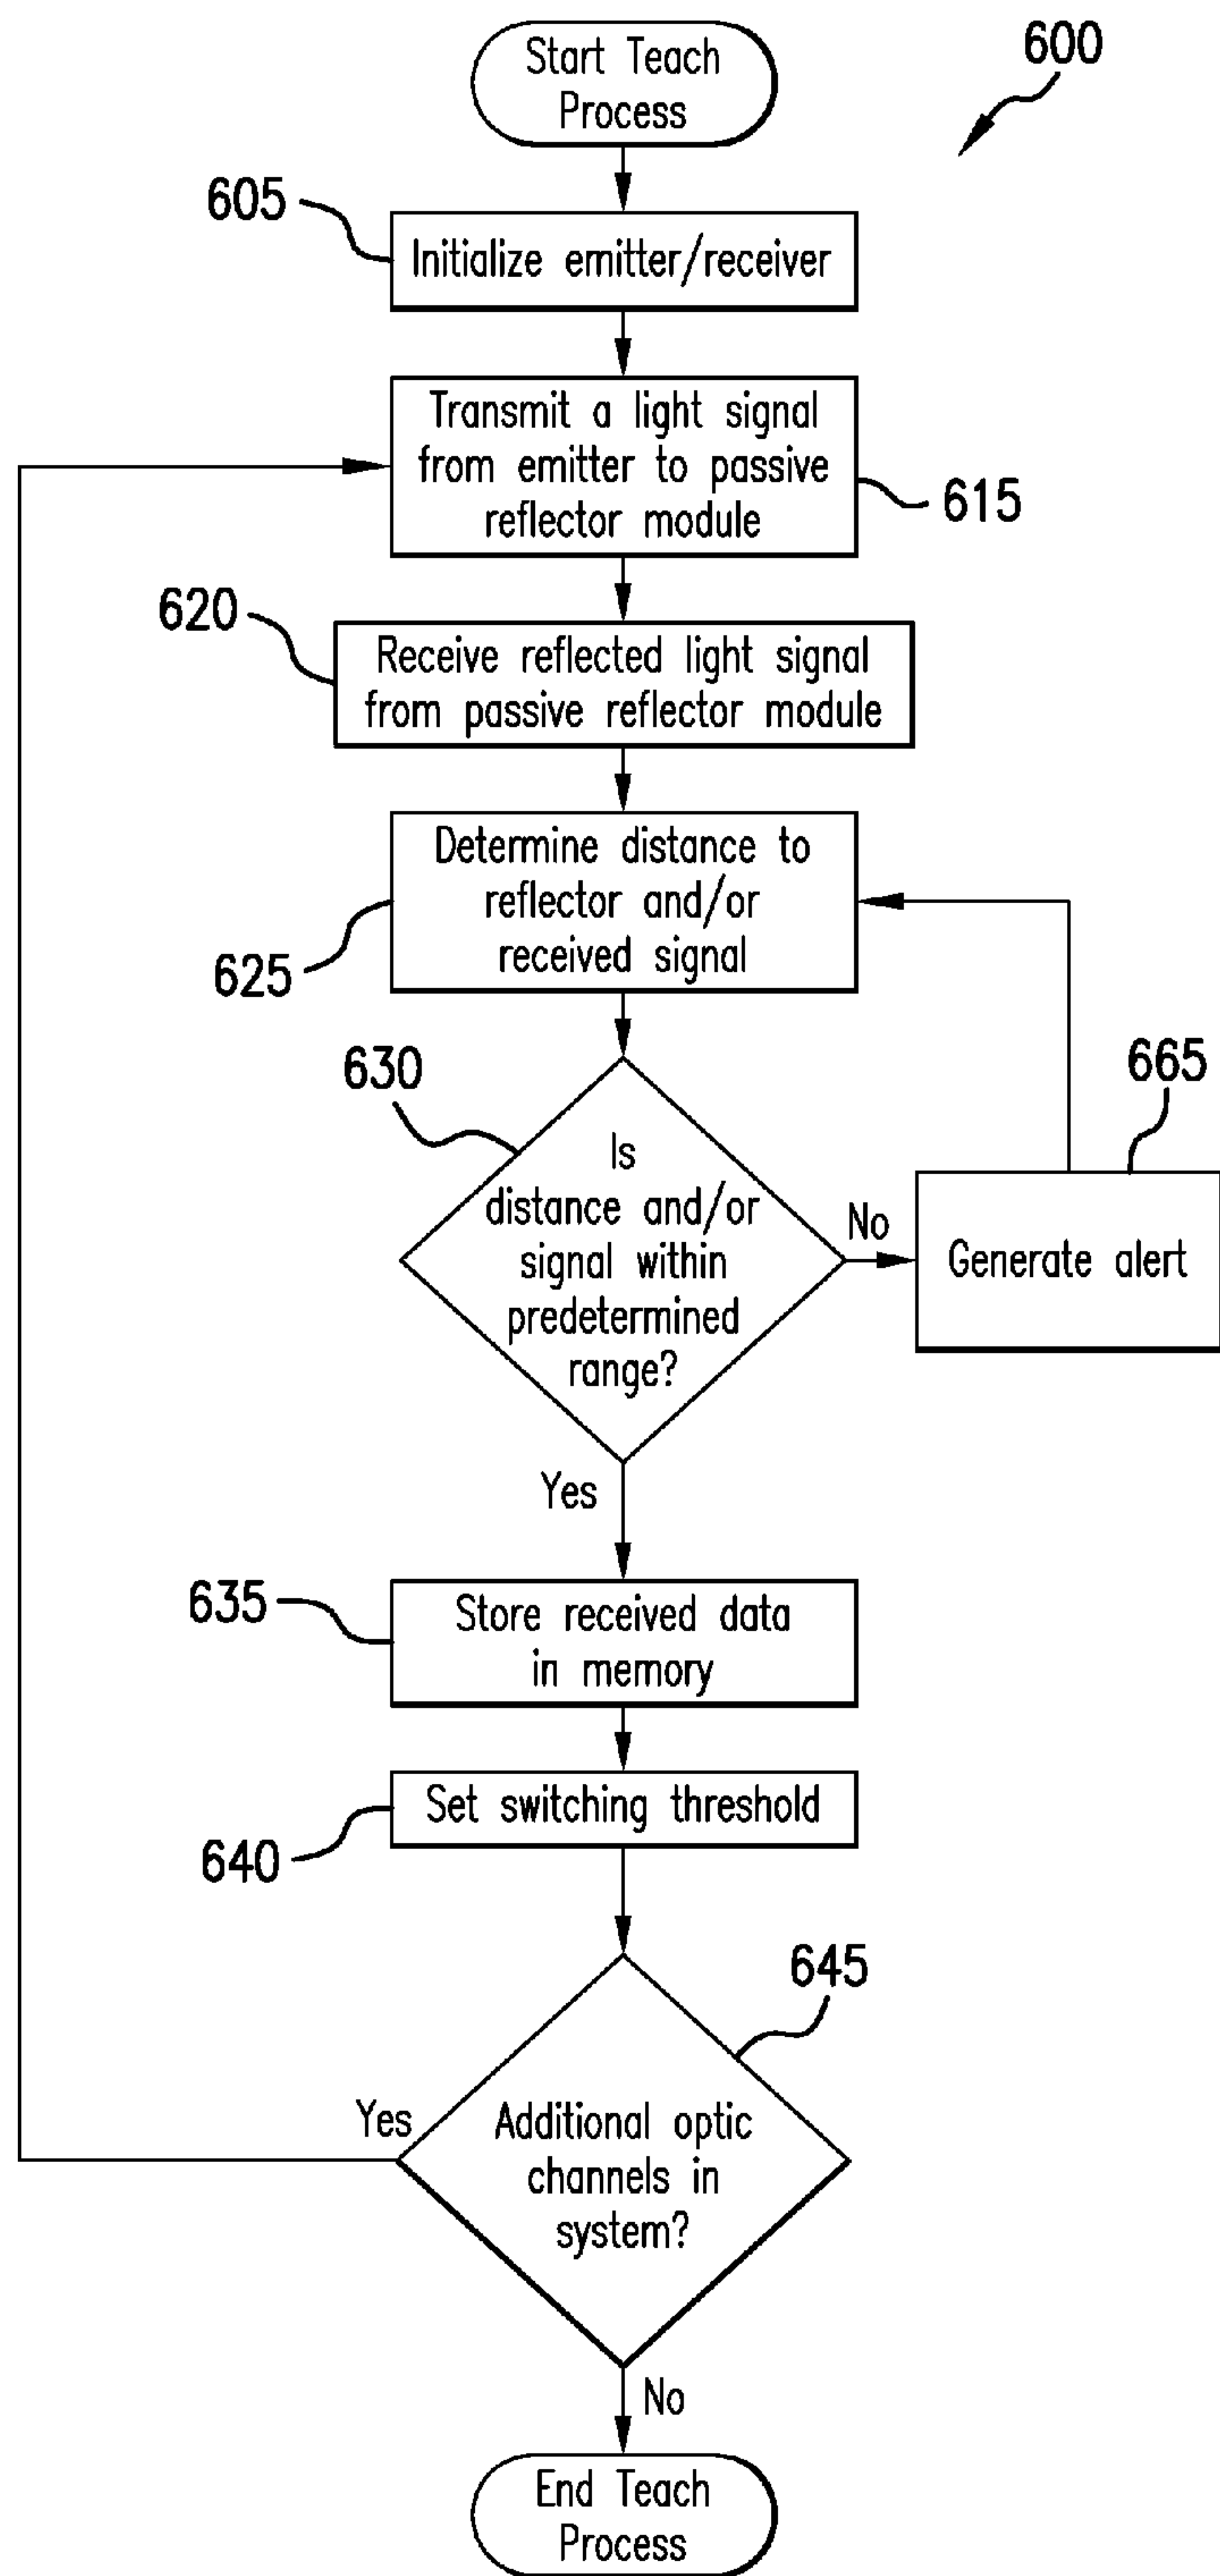 Start Teach
Process
600
605
Initialize emitter/receiver
Transmit a light signal
from emitter to passive
reflector module
615
620
Receive reflected light signal
from passive reflector module
Determine distance to
reflector and/or
received signal
625
630
Is
distance and/or
signal within
predetermined
range?
No
665
Generate alert
Yes
635
Store received data
in memory
Set switching threshold
640
645
Yes
Additional optic
channels in
system?
No
End Teach
Process